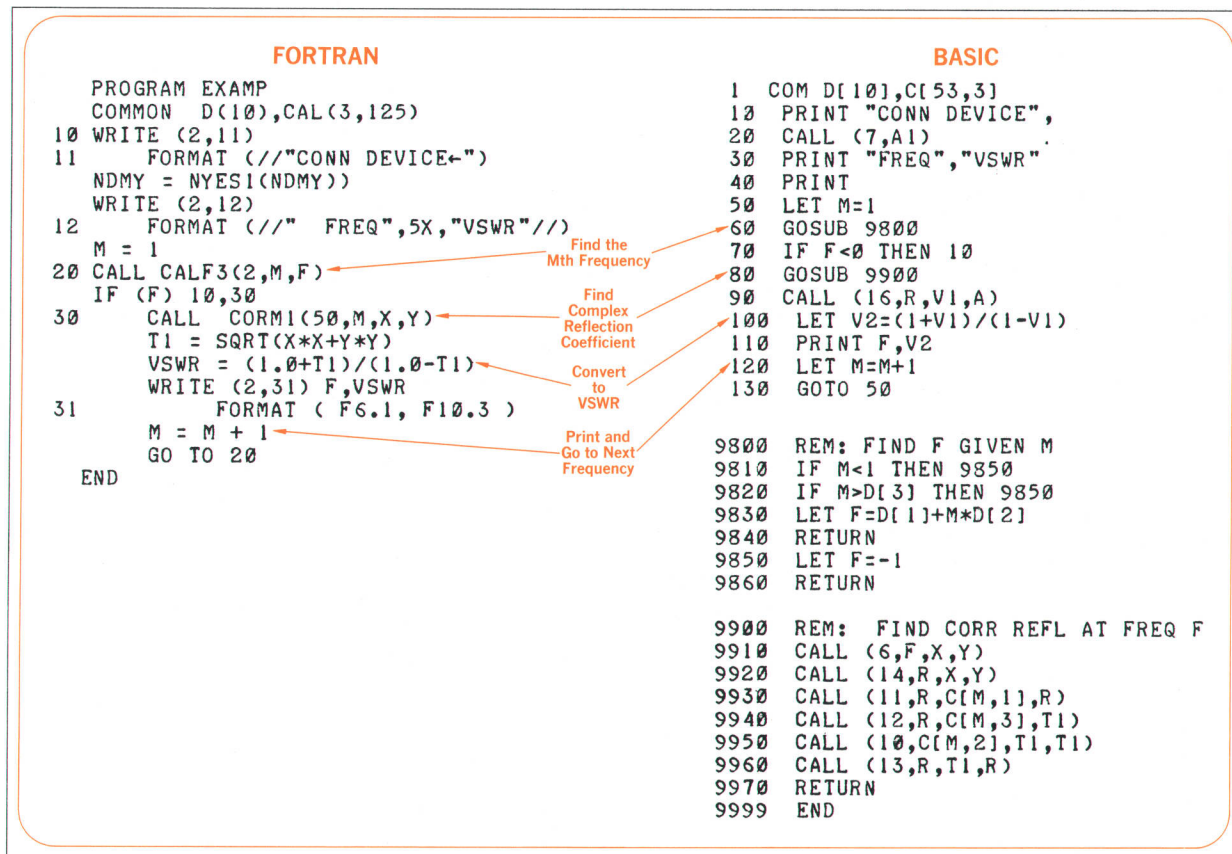 FORTRAN
PROGRAM EXAMP
COMMON D(10),CAL(3,125)
10 WRITE (2,11)
11 FORMAT (//"CONN DEVICE←")
NDMY = NYES1(NDMY))
WRITE (2,12)
12 FORMAT (//" FREQ",5X,"VSWR"//)
M = 1
20 CALL CALF3(2,M,F)
IF (F) 10,30
30 CALL CORM1(50,M,X,Y)
T1 = SQRT(X*X+Y*Y)
VSWR = (1.0+T1)/(1.0-T1)
WRITE (2,31) F,VSWR
31 FORMAT ( F6.1, F10.3 )
M = M + 1
GO TO 20
END
Find the
Mth Frequency
Find
Complex
Reflection
Coefficient
Convert
to
VSWR
Print and
Go to Next
Frequency
BASIC
1 COM D[10],C[53,3]
10 PRINT "CONN DEVICE",
20 CALL (7,A1)
30 PRINT "FREQ","VSWR"
40 PRINT
50 LET M=1
60 GOSUB 9800
70 IF F<0 THEN 10
80 GOSUB 9900
90 CALL (16,R,V1,A)
100 LET V2=(1+V1)/(1-V1)
110 PRINT F,V2
120 LET M=M+1
130 GOTO 50
9800 REM: FIND F GIVEN M
9810 IF M<1 THEN 9850
9820 IF M>D[3] THEN 9850
9830 LET F=D[1]+M*D[2]
9840 RETURN
9850 LET F=-1
9860 RETURN
9900 REM: FIND CORR REFL AT FREQ F
9910 CALL (6,F,X,Y)
9920 CALL (14,R,X,Y)
9930 CALL (11,R,C[M,1],R)
9940 CALL (12,R,C[M,3],T1)
9950 CALL (10,C[M,2],T1,T1)
9960 CALL (13,R,T1,R)
9970 RETURN
9999 END